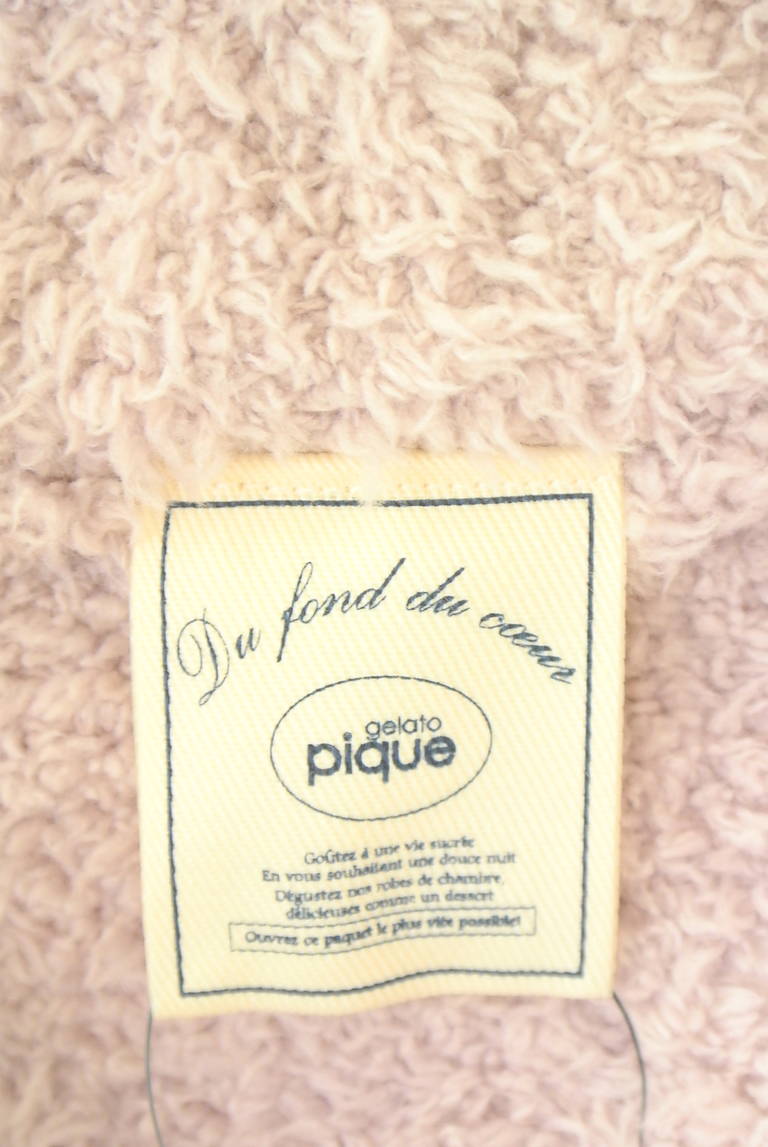 Du fond du cœur
gelato
pique
Goûtez à une vie sucrée
En vous souhaitant une douce nuit
Dégustez nos robes de chambre,
délicieuses comme un dessert
Ouvrez ce paquet le plus vite possible!